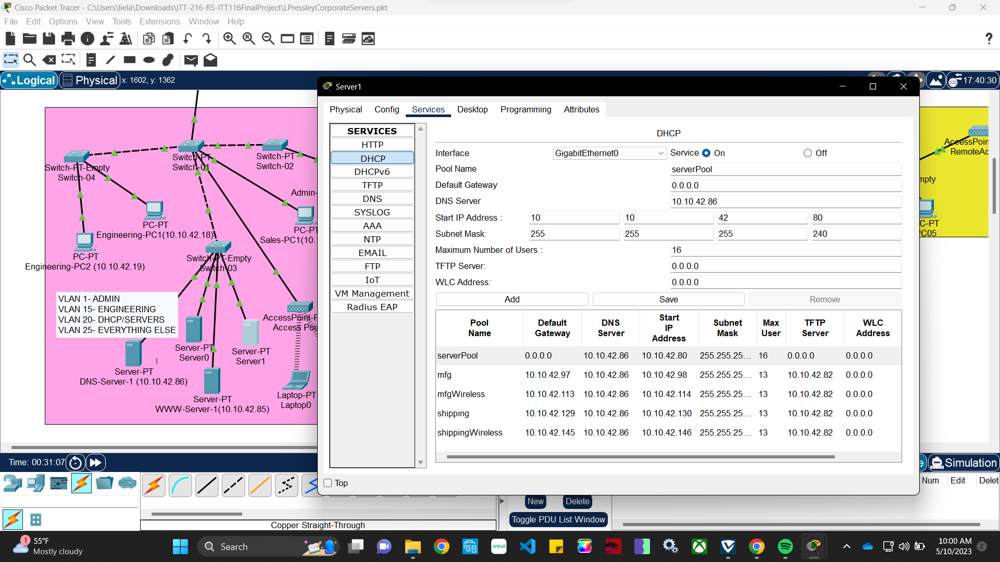 Cisco Packet Tracer - C:\Users\liela\Downloads\ITT-216-RS-ITT116FinalProject\LPressleyCorporateServers.pkt
File Edit Options View Tools Extensions Window Help
Logical Physical x: 1602, y: 1362
17:40:30
Server1
Physical Config Services Desktop Programming Attributes
SERVICES
HTTP
DHCP
DHCPv6
TFTP
DNS
SYSLOG
AAA
NTP
EMAIL
FTP
IoT
VM Management
Radius EAP
DHCP
Interface GigabitEthernet0 Service On Off
Pool Name serverPool
Default Gateway 0.0.0.0
DNS Server 10.10.42.86
Start IP Address : 10 10 42 80
Subnet Mask: 255 255 255 240
Maximum Number of Users : 16
TFTP Server: 0.0.0.0
WLC Address: 0.0.0.0
Add Save Remove
Pool Name Default Gateway DNS Server Start IP Address Subnet Mask Max User TFTP Server WLC Address
serverPool 0.0.0.0 10.10.42.86 10.10.42.80 255.255.25... 16 0.0.0.0 0.0.0.0
mfg 10.10.42.97 10.10.42.86 10.10.42.98 255.255.25... 13 10.10.42.82 0.0.0.0
mfgWireless 10.10.42.113 10.10.42.86 10.10.42.114 255.255.25... 13 10.10.42.82 0.0.0.0
shipping 10.10.42.129 10.10.42.86 10.10.42.130 255.255.25... 13 10.10.42.82 0.0.0.0
shippingWireless 10.10.42.145 10.10.42.86 10.10.42.146 255.255.25... 13 10.10.42.82 0.0.0.0
Top
Switch-PT-Empty
Switch-04
Switch-PT
Switch-01
Switch-PT
Switch-02
Admin-
PC-PT
Engineering-PC1(10.10.42.18)
PC-PT
Sales-PC1(10.
PC-PT
Engineering-PC2 (10.10.42.19)
Switch-PT-Empty
Switch-03
VLAN 1- ADMIN
VLAN 15- ENGINEERING
VLAN 20- DHCP/SERVERS
VLAN 25- EVERYTHING ELSE
AccessPoint-P
Access Poi
Server-PT
Server0
Server-PT
Server1
Server-PT
DNS-Server-1 (10.10.42.86)
Server-PT
WWW-Server-1(10.10.42.85)
Laptop-PT
Laptop0
AccessPoin
RemoteAc
mpty
C-PT
PC05
Time: 00:31:07
Simulation
Num Edit Delet
New Delete
Toggle PDU List Window
Copper Straight-Through
1
55°F
Mostly cloudy
Search
cricut
10:00 AM
5/10/2023
2